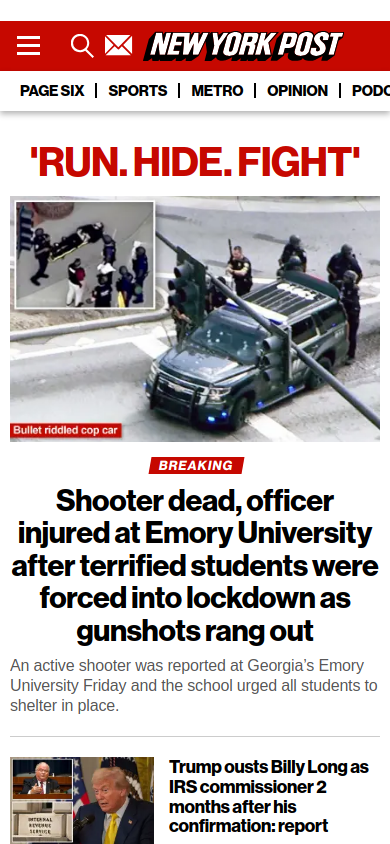 NEW YORK POST
PAGE SIX | SPORTS | METRO | OPINION | PODC
'RUN. HIDE. FIGHT'
Bullet riddled cop car
BREAKING
Shooter dead, officer
injured at Emory University
after terrified students were
forced into lockdown as
gunshots rang out
An active shooter was reported at Georgia’s Emory
University Friday and the school urged all students to
shelter in place.
Trump ousts Billy Long as
IRS commissioner 2
months after his
confirmation: report
INTERNAL
REVENUE
SERVICE